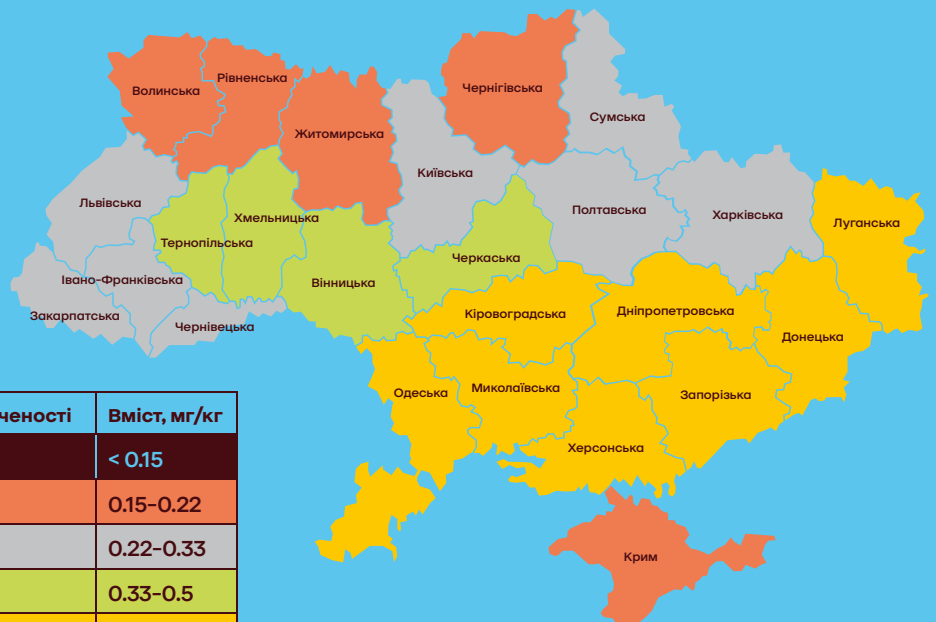 Волинська
Рівненська
Житомирська
Чернігівська
Сумська
Київська
Львівська
Хмельницька
Тернопільська
Полтавська
Харківська
Луганська
Черкаська
Івано-Франківська
Вінницька
Закарпатська
Чернівецька
Кіровоградська
Дніпропетровська
Донецька
Одеська
Миколаївська
Запорізька
Херсонська
Крим
ченості Вміст, мг/кг
< 0.15
0.15-0.22
0.22-0.33
0.33-0.5